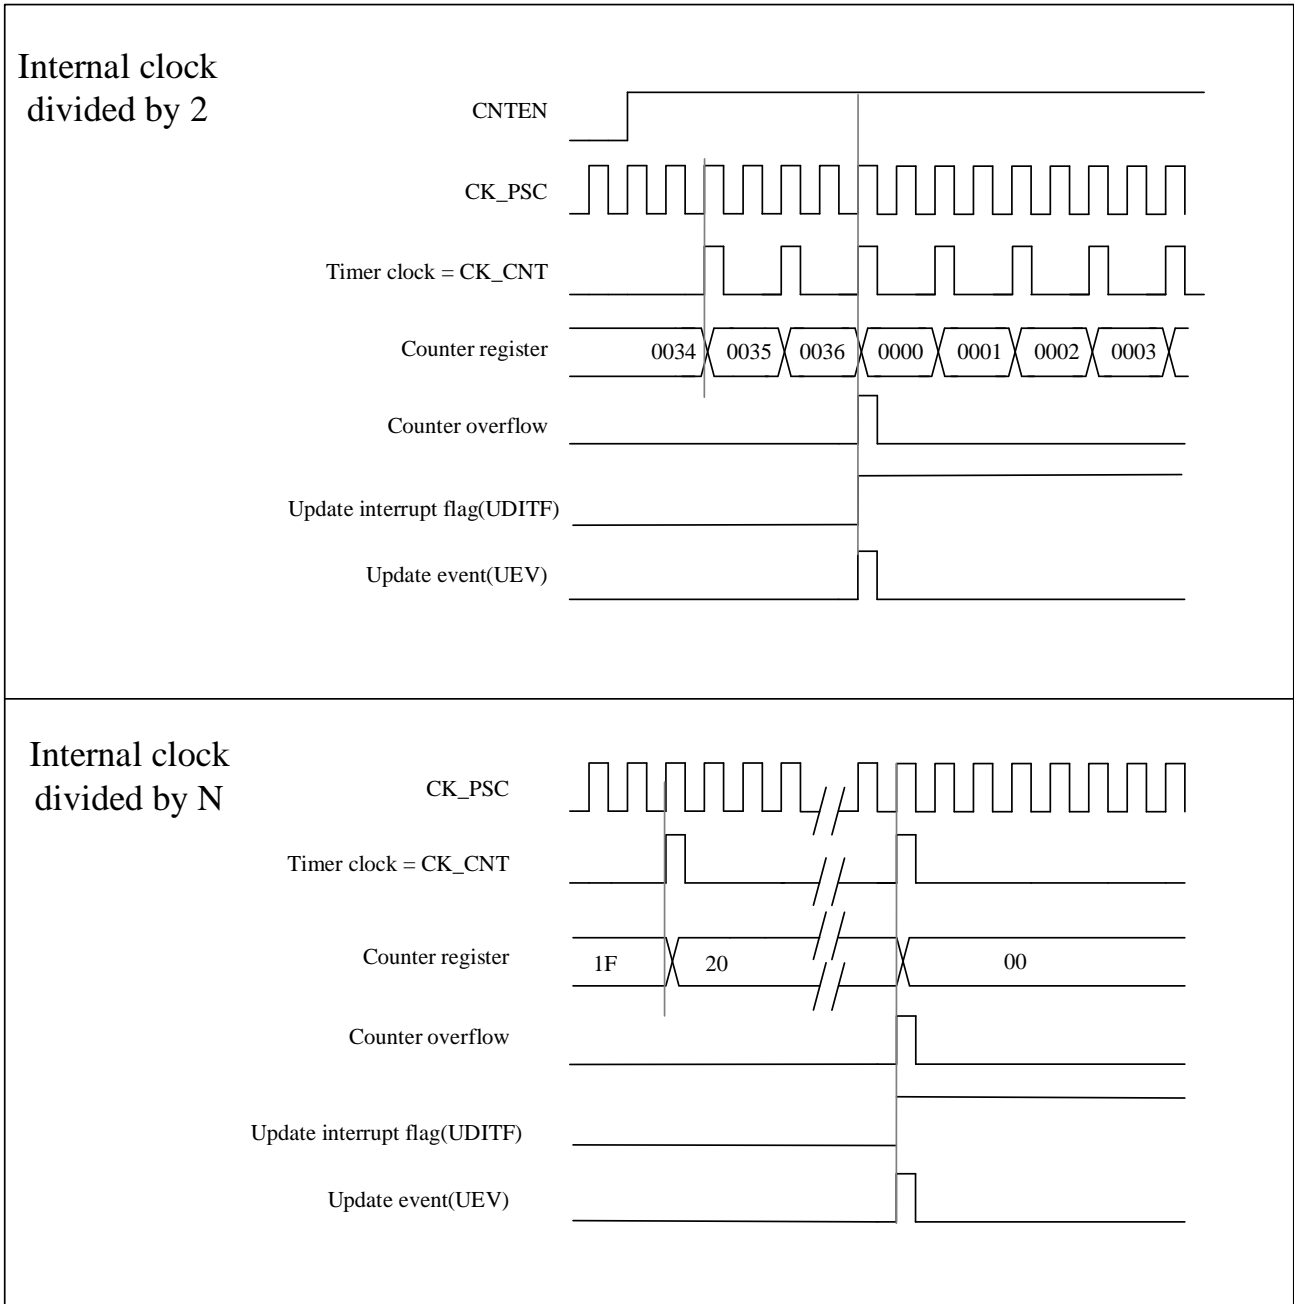 Internal clock
divided by 2
CNTEN
CK_PSC
Timer clock = CK_CNT
Counter register
0034 0035 0036 0000 0001 0002 0003
Counter overflow
Update interrupt flag(UDITF)
Update event(UEV)
Internal clock
divided by N
CK_PSC
Timer clock = CK_CNT
Counter register
1F 20 00
Counter overflow
Update interrupt flag(UDITF)
Update event(UEV)